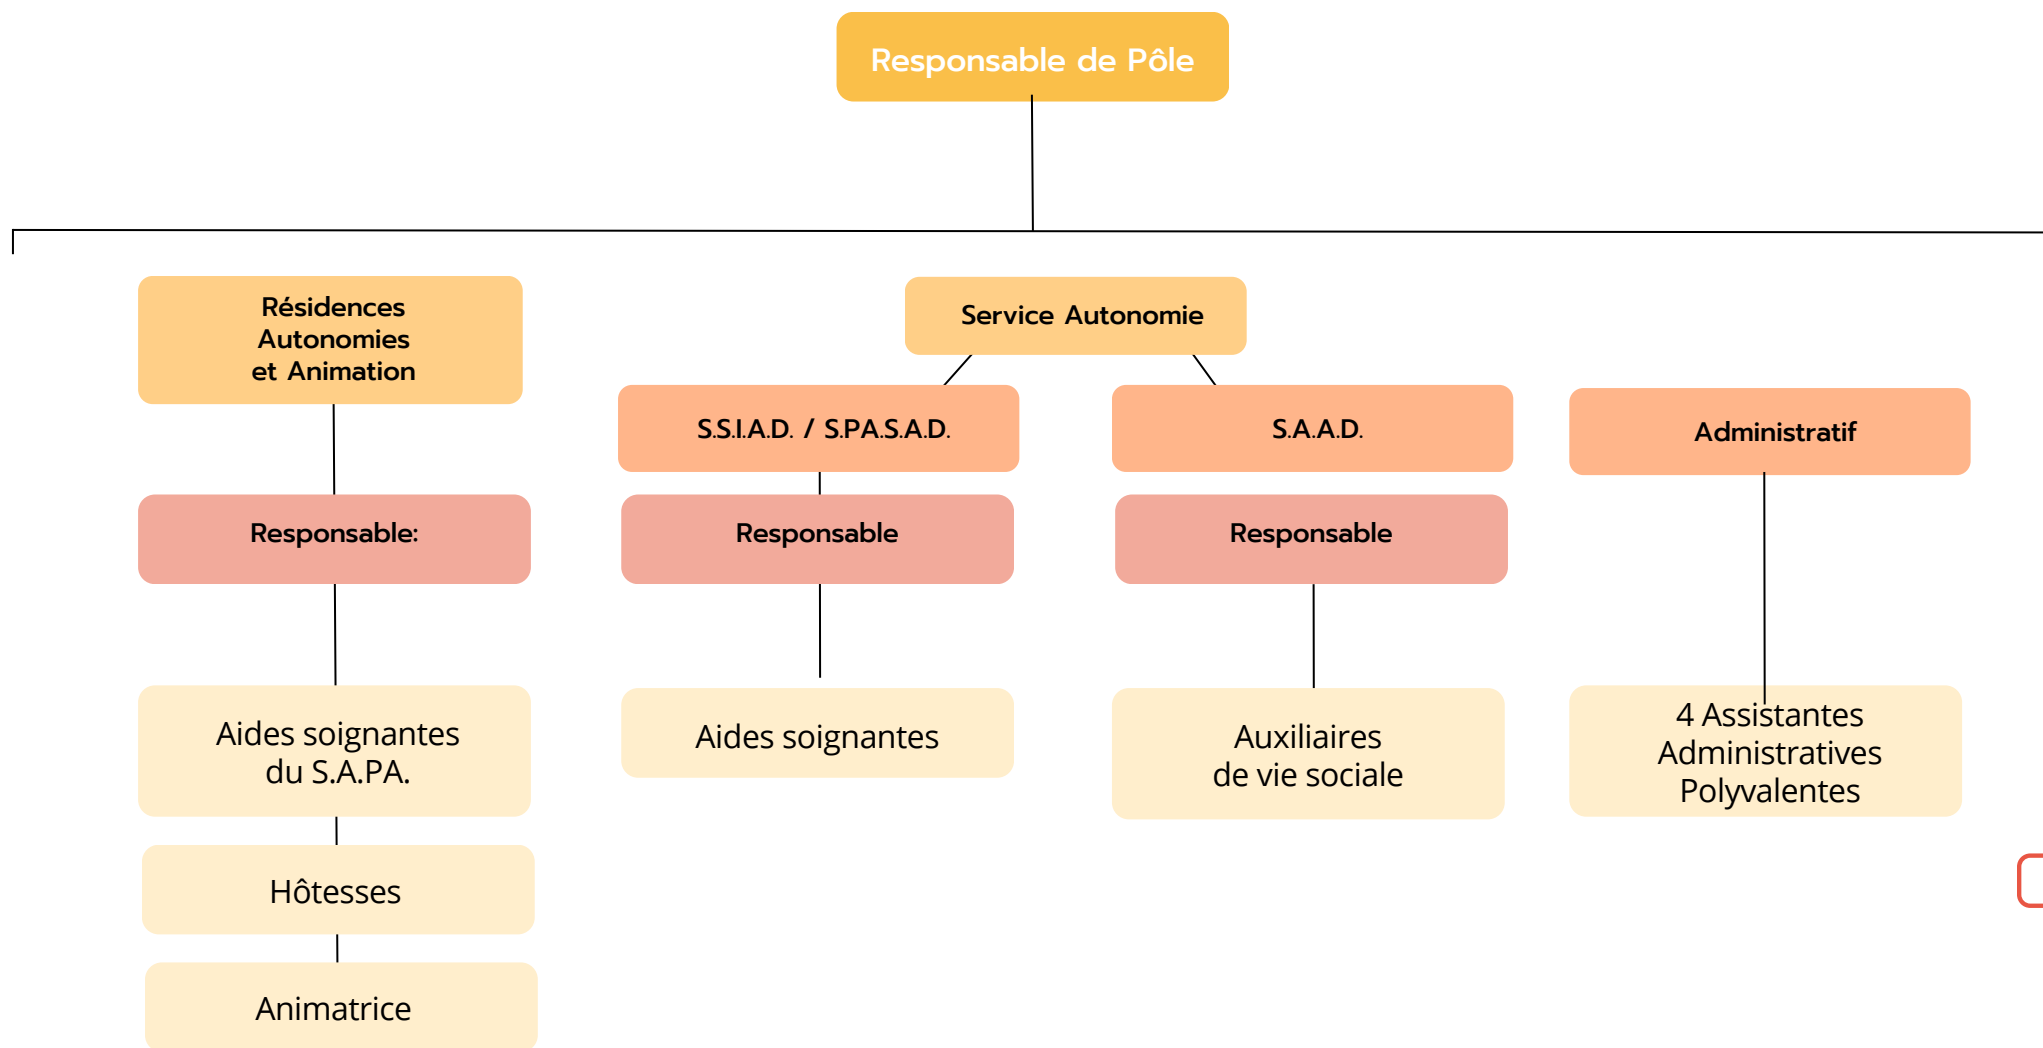 Responsable de Pôle
Résidences
Autonomies
et Animation
Service Autonomie
S.S.I.A.D. / S.PA.S.A.D.
S.A.A.D.
Administratif
Responsable:
Responsable
Responsable
Aides soignantes
du S.A.PA.
Aides soignantes
Auxiliaires
de vie sociale
4 Assistantes
Administratives
Polyvalentes
Hôtesses
Animatrice